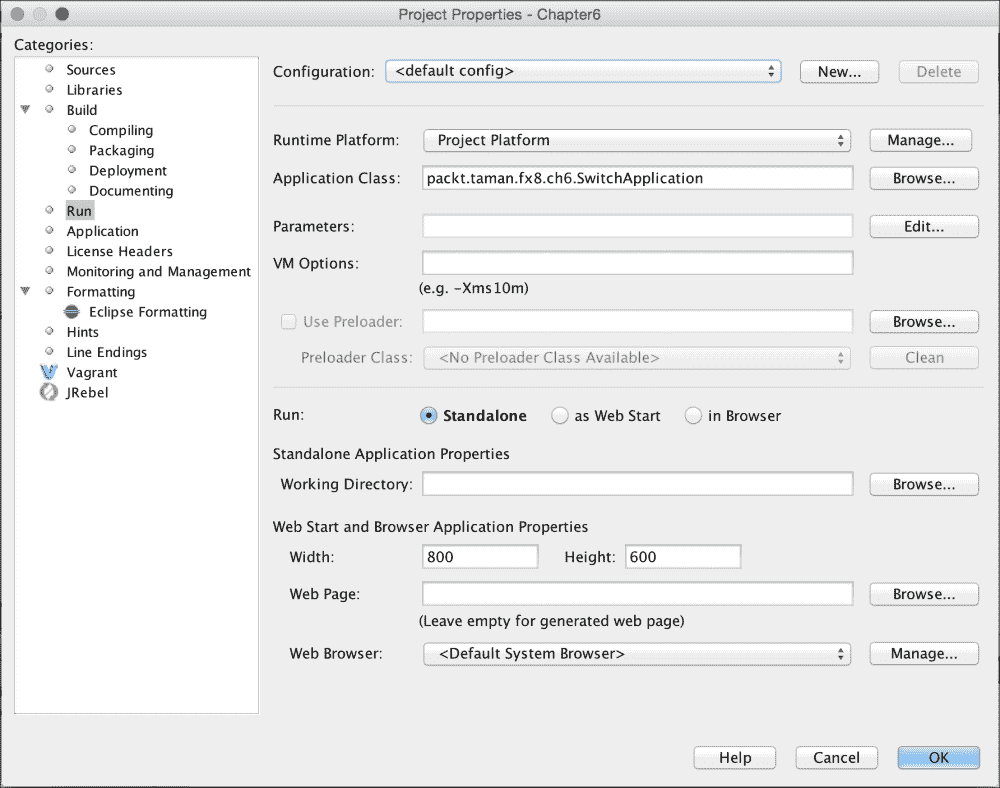 Project Properties - Chapter6
Categories:
Sources
Libraries
Build
Compiling
Packaging
Deployment
Documenting
Run
Application
License Headers
Monitoring and Management
Formatting
Eclipse Formatting
Hints
Line Endings
Vagrant
JRebel
Configuration: <default config> New... Delete
Runtime Platform: Project Platform Manage...
Application Class: packt.taman.fx8.ch6.SwitchApplication Browse...
Parameters: Edit...
VM Options:
(e.g. -Xms10m)
Use Preloader: Browse...
Preloader Class: <No Preloader Class Available> Clean
Run: Standalone as Web Start in Browser
Standalone Application Properties
Working Directory: Browse...
Web Start and Browser Application Properties
Width: 800 Height: 600
Web Page: Browse...
(Leave empty for generated web page)
Web Browser: <Default System Browser> Manage...
Help Cancel OK